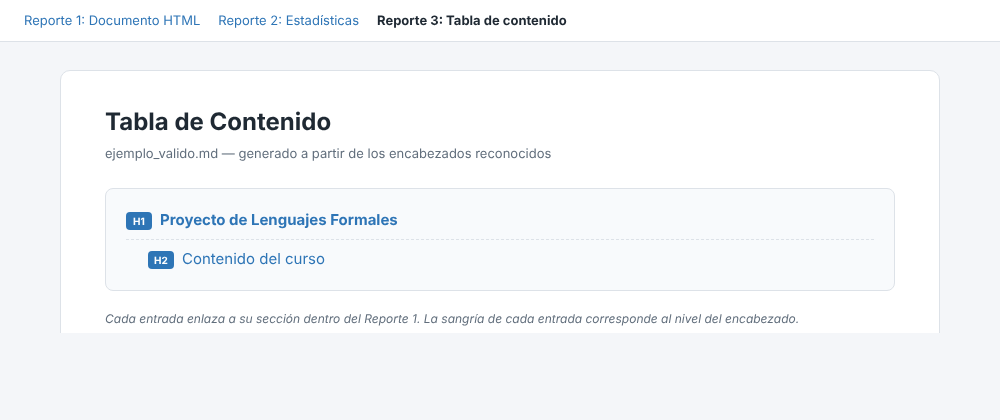 Reporte 1: Documento HTML Reporte 2: Estadísticas Reporte 3: Tabla de contenido
Tabla de Contenido
ejemplo_valido.md — generado a partir de los encabezados reconocidos
H1 Proyecto de Lenguajes Formales
H2 Contenido del curso
Cada entrada enlaza a su sección dentro del Reporte 1. La sangría de cada entrada corresponde al nivel del encabezado.